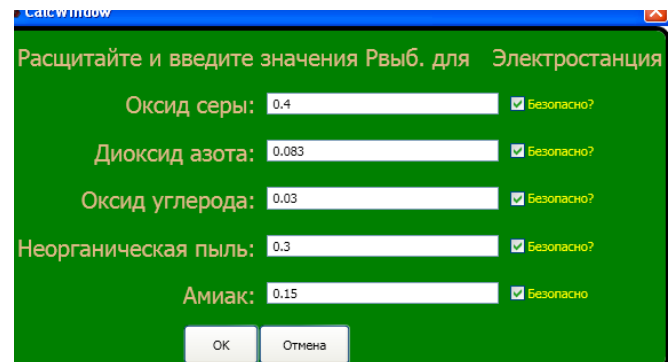 CalcWindow
Расщитайте и введите значения Рвыб. для Электростанция
Оксид серы: 0.4 Безопасно?
Диоксид азота: 0.083 Безопасно?
Оксид углерода: 0.03 Безопасно?
Неорганическая пыль: 0.3 Безопасно?
Амиак: 0.15 Безопасно
OK Отмена